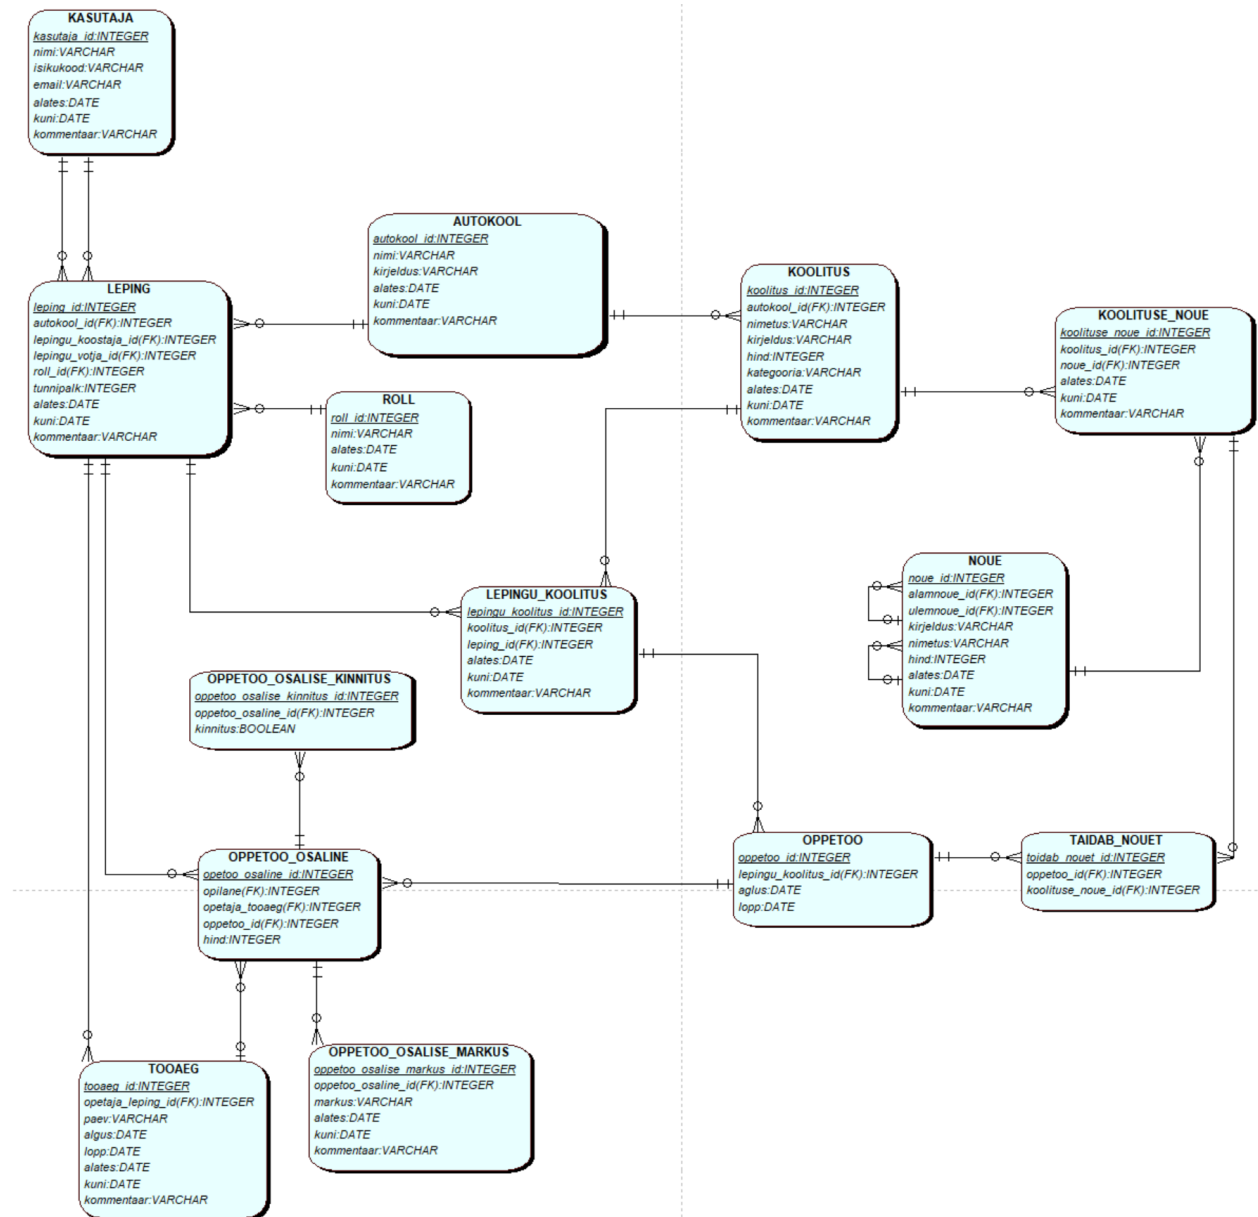 KASUTAJA
kasutaja_id:INTEGER
nimi:VARCHAR
isikukood:VARCHAR
email:VARCHAR
alates:DATE
kuni:DATE
kommentaar:VARCHAR
AUTOKOOL
autokool_id:INTEGER
nimi:VARCHAR
kirjeldus:VARCHAR
alates:DATE
kuni:DATE
kommentaar:VARCHAR
KOOLITUS
koolitus_id:INTEGER
autokool_id(FK):INTEGER
nimetus:VARCHAR
kirjeldus:VARCHAR
hind:INTEGER
kategooria:VARCHAR
alates:DATE
kuni:DATE
kommentaar:VARCHAR
KOOLITUSE_NOUE
koolituse_noue_id:INTEGER
koolitus_id(FK):INTEGER
noue_id(FK):INTEGER
alates:DATE
kuni:DATE
kommentaar:VARCHAR
LEPING
leping_id:INTEGER
autokool_id(FK):INTEGER
lepingu_koostaja_id(FK):INTEGER
lepingu_votja_id(FK):INTEGER
roll_id(FK):INTEGER
tunnipalk:INTEGER
alates:DATE
kuni:DATE
kommentaar:VARCHAR
ROLL
roll_id:INTEGER
nimi:VARCHAR
alates:DATE
kuni:DATE
kommentaar:VARCHAR
NOUE
noue_id:INTEGER
alamnoue_id(FK):INTEGER
ulemnoue_id(FK):INTEGER
kirjeldus:VARCHAR
nimetus:VARCHAR
hind:INTEGER
alates:DATE
kuni:DATE
kommentaar:VARCHAR
LEPINGU_KOOLITUS
lepingu_koolitus_id:INTEGER
koolitus_id(FK):INTEGER
leping_id(FK):INTEGER
alates:DATE
kuni:DATE
kommentaar:VARCHAR
OPPETOO_OSALISE_KINNITUS
oppetoo_osalise_kinnitus_id:INTEGER
oppetoo_osaline_id(FK):INTEGER
kinnitus:BOOLEAN
OPPETOO_OSALINE
opetoo_osaline_id:INTEGER
opilane(FK):INTEGER
opetaja_tooaeg(FK):INTEGER
oppetoo_id(FK):INTEGER
hind:INTEGER
OPPETOO
oppetoo_id:INTEGER
lepingu_koolitus_id(FK):INTEGER
aglus:DATE
lopp:DATE
TAIDAB_NOUET
toidab_nouet_id:INTEGER
oppetoo_id(FK):INTEGER
koolituse_noue_id(FK):INTEGER
TOOAEG
tooaeg_id:INTEGER
opetaja_leping_id(FK):INTEGER
paev:VARCHAR
algus:DATE
lopp:DATE
alates:DATE
kuni:DATE
kommentaar:VARCHAR
OPPETOO_OSALISE_MARKUS
oppetoo_osalise_markus_id:INTEGER
oppetoo_osaline_id(FK):INTEGER
markus:VARCHAR
alates:DATE
kuni:DATE
kommentaar:VARCHAR